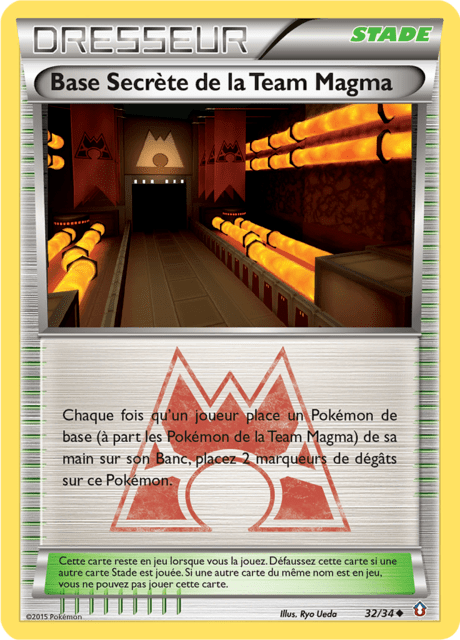 DRESSEUR
STADE
Base Secrète de la Team Magma
Chaque fois qu'un joueur place un Pokémon de
base (à part les Pokémon de la Team Magma) de sa
main sur son Banc, placez 2 marqueurs de dégâts
sur ce Pokémon.
Cette carte reste en jeu lorsque vous la jouez. Défaussez cette carte si une
autre carte Stade est jouée. Si une autre carte du même nom est en jeu,
vous ne pouvez pas jouer cette carte.
©2015 Pokémon
Illus. Ryo Ueda
32/34